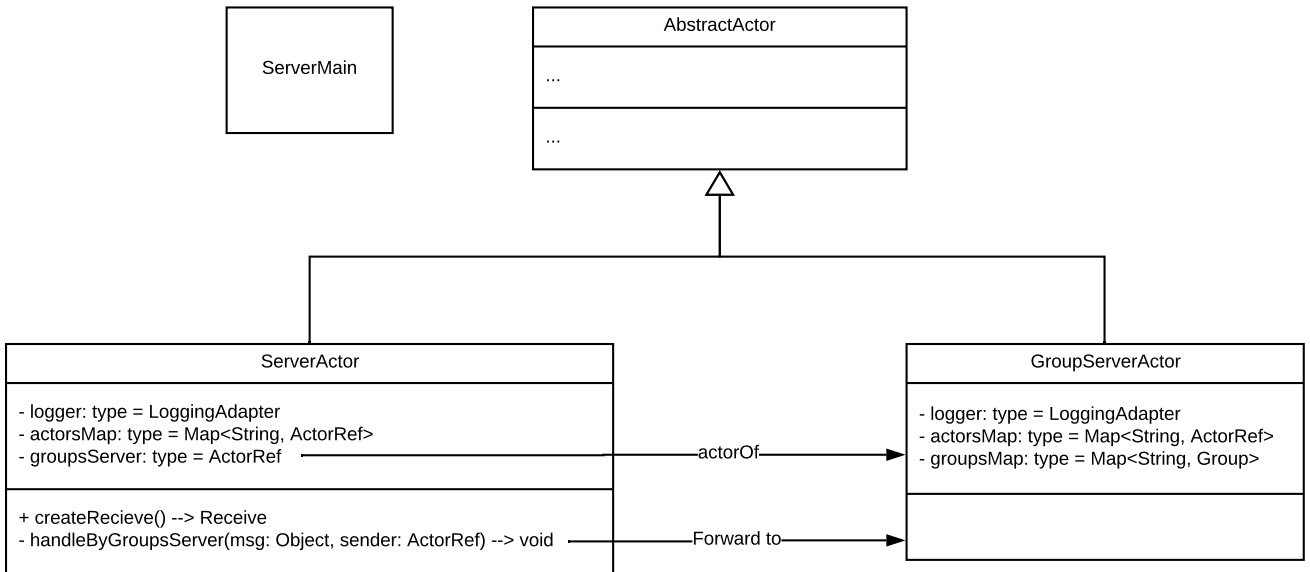 ServerMain
AbstractActor
...
...
ServerActor
- logger: type = LoggingAdapter
- actorsMap: type = Map<String, ActorRef>
- groupsServer: type = ActorRef
+ createRecieve() --> Receive
- handleByGroupsServer(msg: Object, sender: ActorRef) --> void
actorOf
Forward to
GroupServerActor
- logger: type = LoggingAdapter
- actorsMap: type = Map<String, ActorRef>
- groupsMap: type = Map<String, Group>